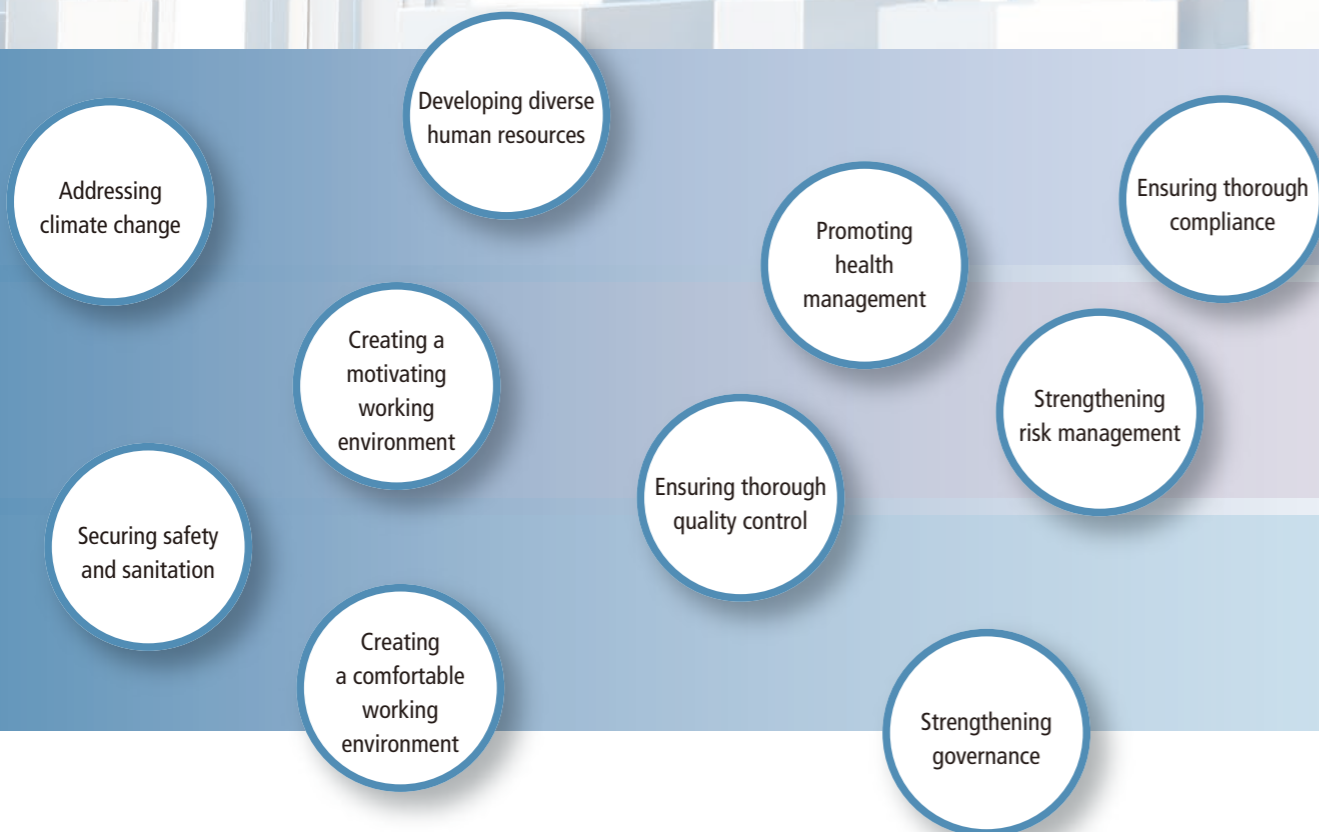 Developing diverse
human resources
Addressing
climate change
Ensuring thorough
compliance
Promoting
health
management
Creating a
motivating
working
environment
Strengthening
risk management
Ensuring thorough
quality control
Securing safety
and sanitation
Creating
a comfortable
working
environment
Strengthening
governance